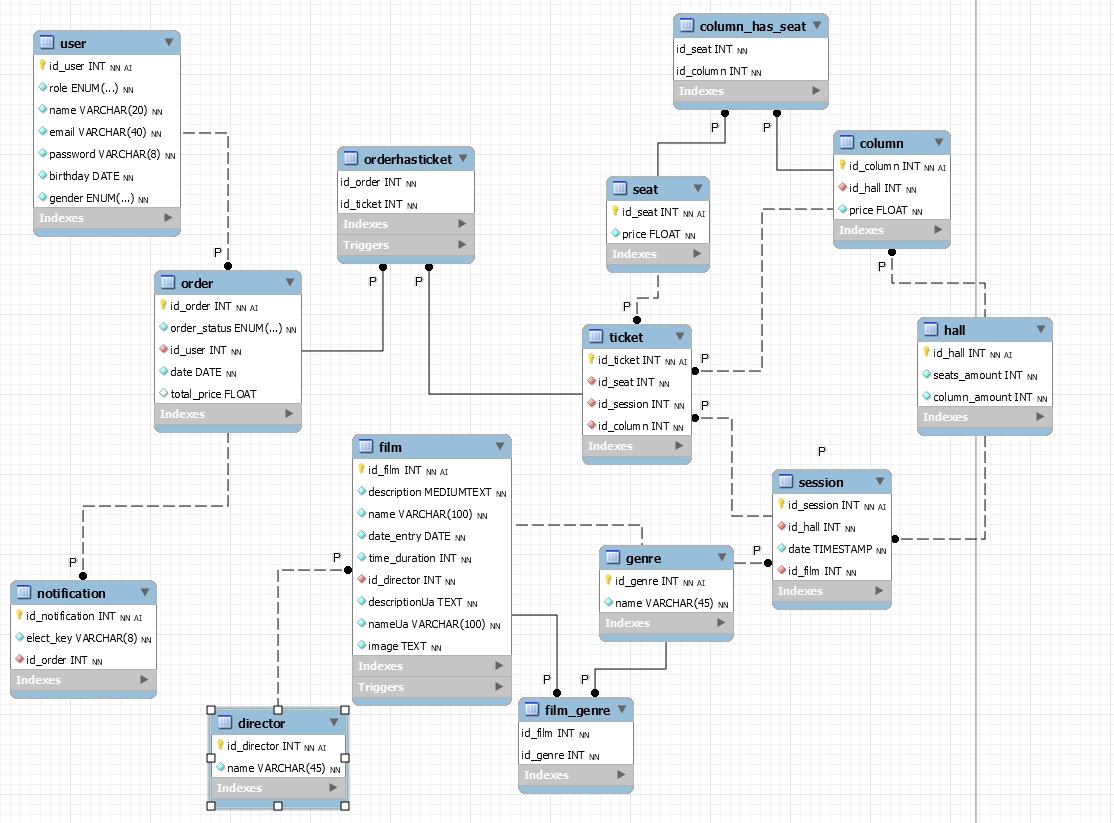 user
id_user INT NN AI
role ENUM(...) NN
name VARCHAR(20) NN
email VARCHAR(40) NN
password VARCHAR(8) NN
birthday DATE NN
gender ENUM(...) NN
Indexes
P
order
id_order INT NN AI
order_status ENUM(...) NN
id_user INT NN
date DATE NN
total_price FLOAT
Indexes
P
notification
id_notification INT NN AI
elect_key VARCHAR(8) NN
id_order INT NN
Indexes
orderhasticket
id_order INT NN
id_ticket INT NN
Indexes
Triggers
P
P
film
id_film INT NN AI
description MEDIUMTEXT NN
name VARCHAR(100) NN
date_entry DATE NN
time_duration INT NN
id_director INT NN
descriptionUa TEXT NN
nameUa VARCHAR(100) NN
image TEXT NN
Indexes
Triggers
P
director
id_director INT NN AI
name VARCHAR(45) NN
Indexes
column_has_seat
id_seat INT NN
id_column INT NN
Indexes
P
P
seat
id_seat INT NN AI
price FLOAT NN
Indexes
P
column
id_column INT NN AI
id_hall INT NN
price FLOAT NN
Indexes
P
ticket
id_ticket INT NN AI
id_seat INT NN
id_session INT NN
id_column INT NN
Indexes
P
P
hall
id_hall INT NN AI
seats_amount INT NN
column_amount INT NN
Indexes
P
session
id_session INT NN AI
id_hall INT NN
date TIMESTAMP NN
id_film INT NN
Indexes
P
genre
id_genre INT NN AI
name VARCHAR(45) NN
Indexes
P
P
film_genre
id_film INT NN
id_genre INT NN
Indexes